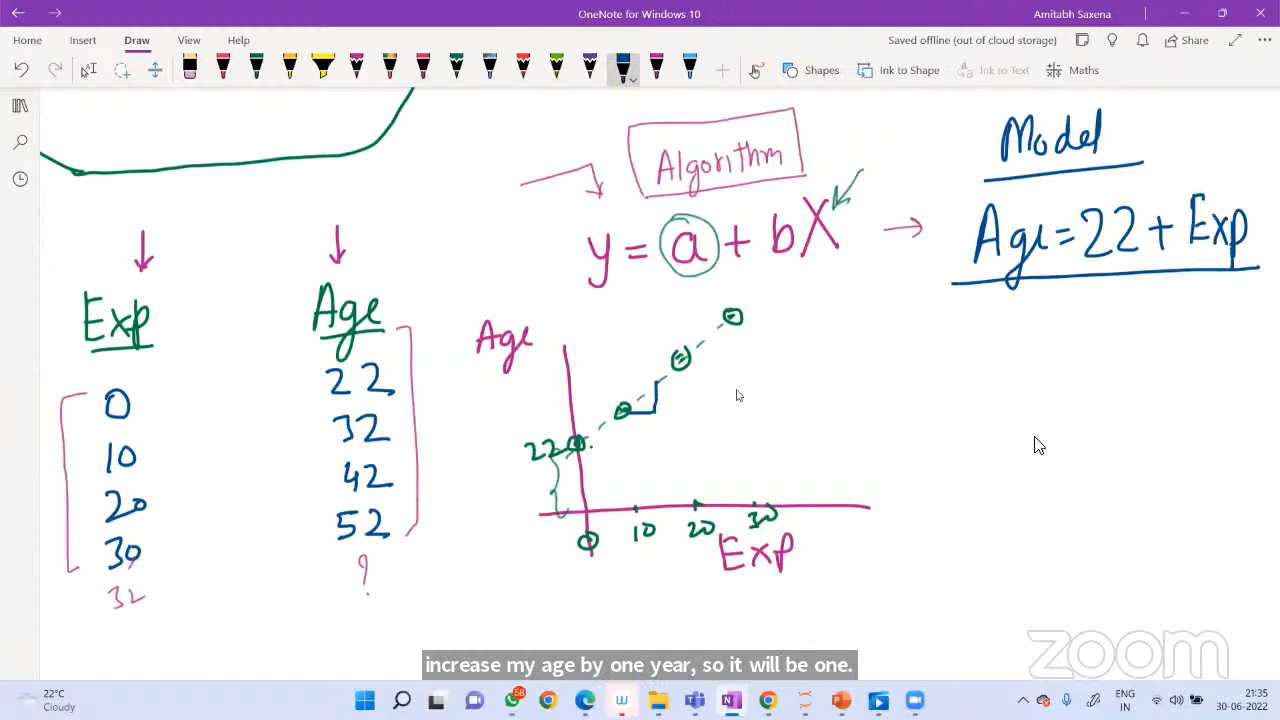 OneNote for Windows 10
Amitabh Saxena
Home Insert Draw View Help
Saved offline (out of cloud storage) Share
Shapes Ink to Shape Ink to Text Maths
Algorithm
Model
y = a + bX → Age = 22 + Exp
Exp Age
0 22
10 32
20 42
30 52
32 ?
Age
22
0 10 20 30
Exp
zoom
increase my age by one year, so it will be one.
22°C
Cloudy
58
ENG
IN
21:35
30-06-2022